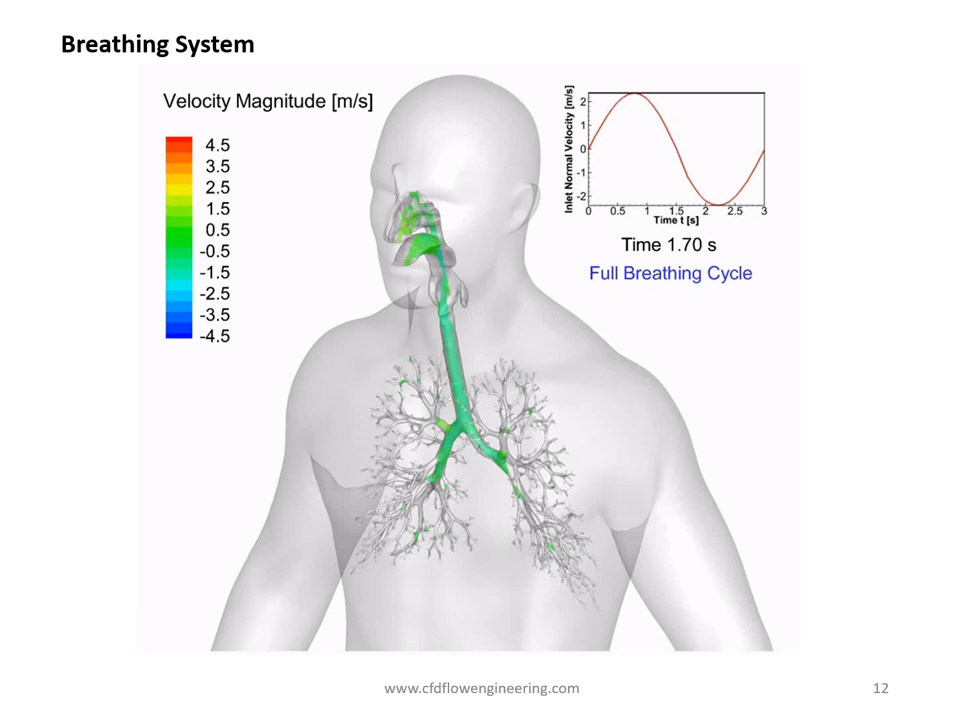 Breathing System
Velocity Magnitude [m/s]
4.5
3.5
2.5
1.5
0.5
-0.5
-1.5
-2.5
-3.5
-4.5
Inlet Normal Velocity [m/s]
2
1
0
-1
-2
0 0.5 1 1.5 2 2.5 3
Time t [s]
Time 1.70 s
Full Breathing Cycle
www.cfdflowengineering.com
12